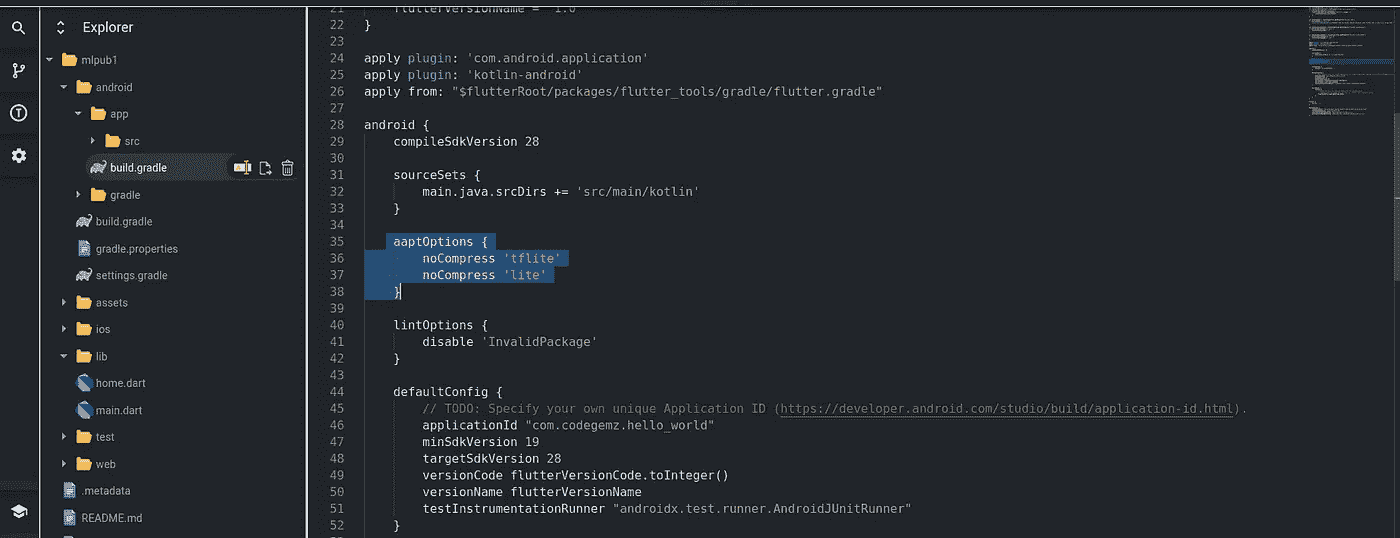 Explorer
mlpub1
android
app
src
build.gradle
gradle
build.gradle
gradle.properties
settings.gradle
assets
ios
lib
home.dart
main.dart
test
web
.metadata
README.md
21 flutterVersionName = '1.0'
22 }
23
24 apply plugin: 'com.android.application'
25 apply plugin: 'kotlin-android'
26 apply from: "$flutterRoot/packages/flutter_tools/gradle/flutter.gradle"
27
28 android {
29 compileSdkVersion 28
30
31 sourceSets {
32 main.java.srcDirs += 'src/main/kotlin'
33 }
34
35 aaptOptions {
36 noCompress 'tflite'
37 noCompress 'lite'
38 }
39
40 lintOptions {
41 disable 'InvalidPackage'
42 }
43
44 defaultConfig {
45 // TODO: Specify your own unique Application ID (https://developer.android.com/studio/build/application-id.html).
46 applicationId "com.codegemz.hello_world"
47 minSdkVersion 19
48 targetSdkVersion 28
49 versionCode flutterVersionCode.toInteger()
50 versionName flutterVersionName
51 testInstrumentationRunner "androidx.test.runner.AndroidJUnitRunner"
52 }